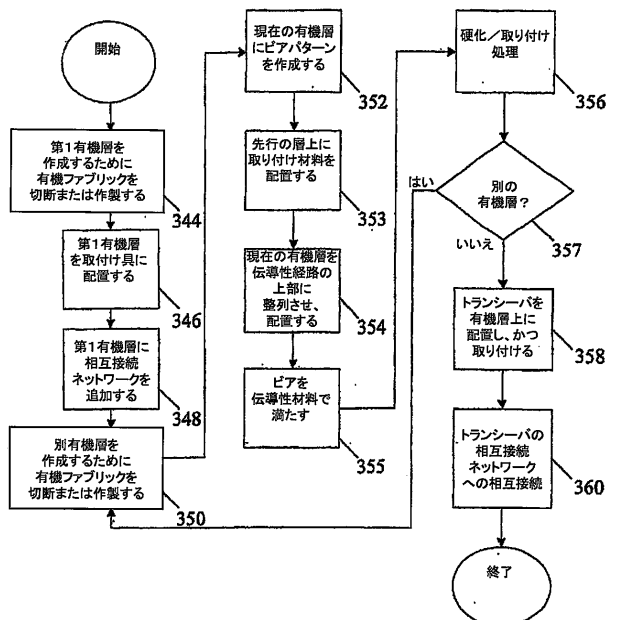 開始
第1有機層を
作成するために
有機ファブリックを
切断または作製する
344
第1有機層
を取付け具に
配置する
346
第1有機層に
相互接続
ネットワークを
追加する
348
別有機層を
作成するために
有機ファブリックを
切断または作製する
350
現在の有機層
にビアパターン
を作成する
352
先行の層上に
取り付け材料を
配置する
353
現在の有機層を
伝導性経路の
上部に
整列させ、
配置する
354
ビアを
伝導性材料で
満たす
355
硬化/取り付け
処理
356
はい
別の
有機層?
357
いいえ
トランシーバを
有機層上に
配置し、かつ
取り付ける
358
トランシーバの
相互接続
ネットワーク
への相互接続
360
終了